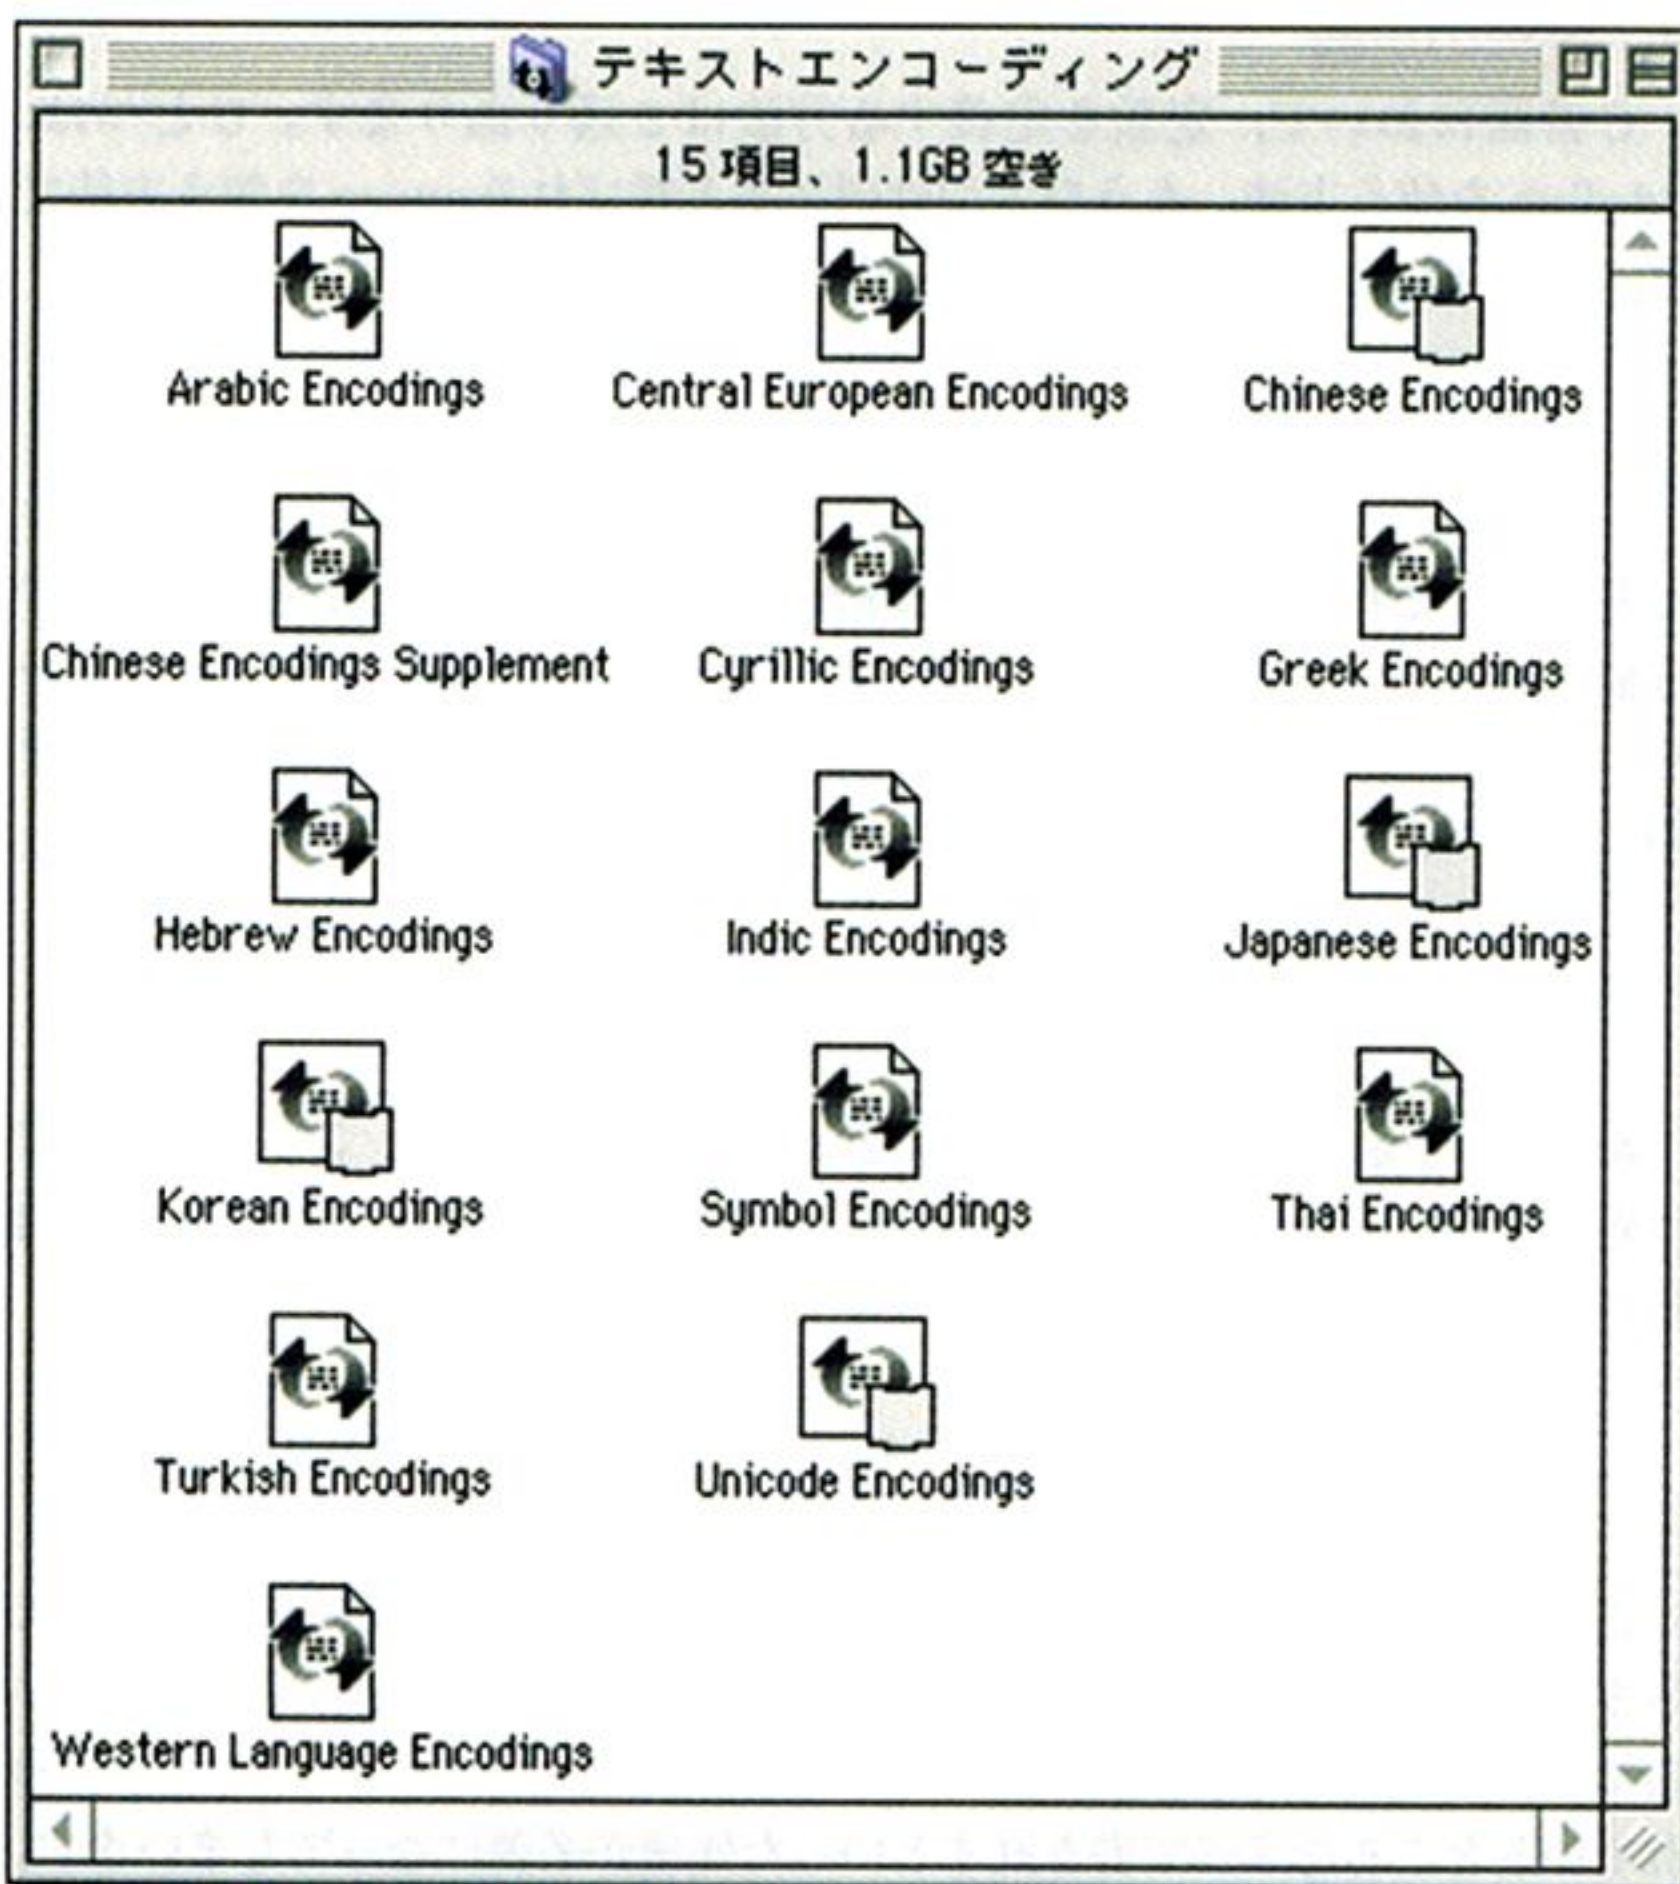 テキストエンコーディング
15 項目、1.1GB 空き
Arabic Encodings
Central European Encodings
Chinese Encodings
Chinese Encodings Supplement
Cyrillic Encodings
Greek Encodings
Hebrew Encodings
Indic Encodings
Japanese Encodings
Korean Encodings
Symbol Encodings
Thai Encodings
Turkish Encodings
Unicode Encodings
Western Language Encodings